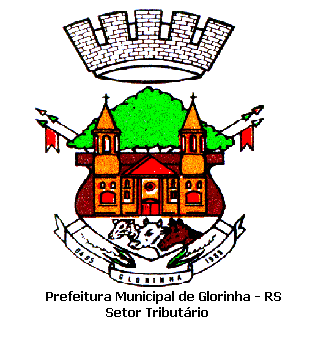 GLORINHA
Prefeitura Municipal de Glorinha - RS
Setor Tributário